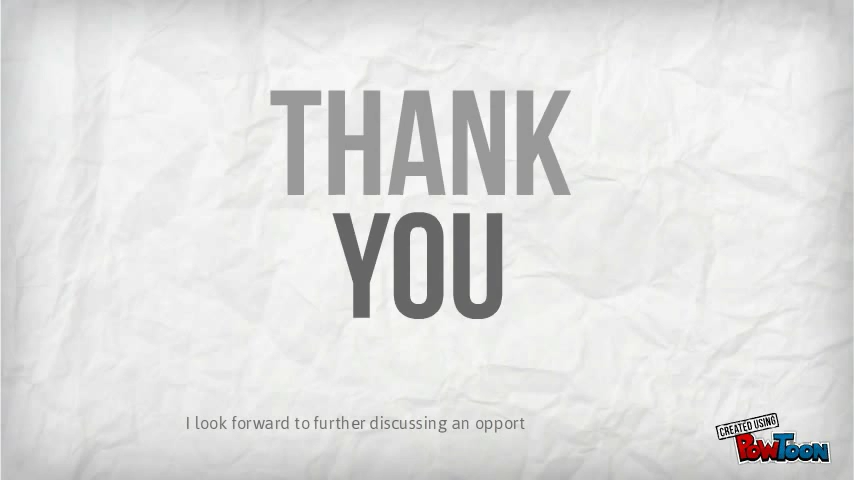 THANK
YOU
I look forward to further discussing an opport
CREATED USING
POWTOON